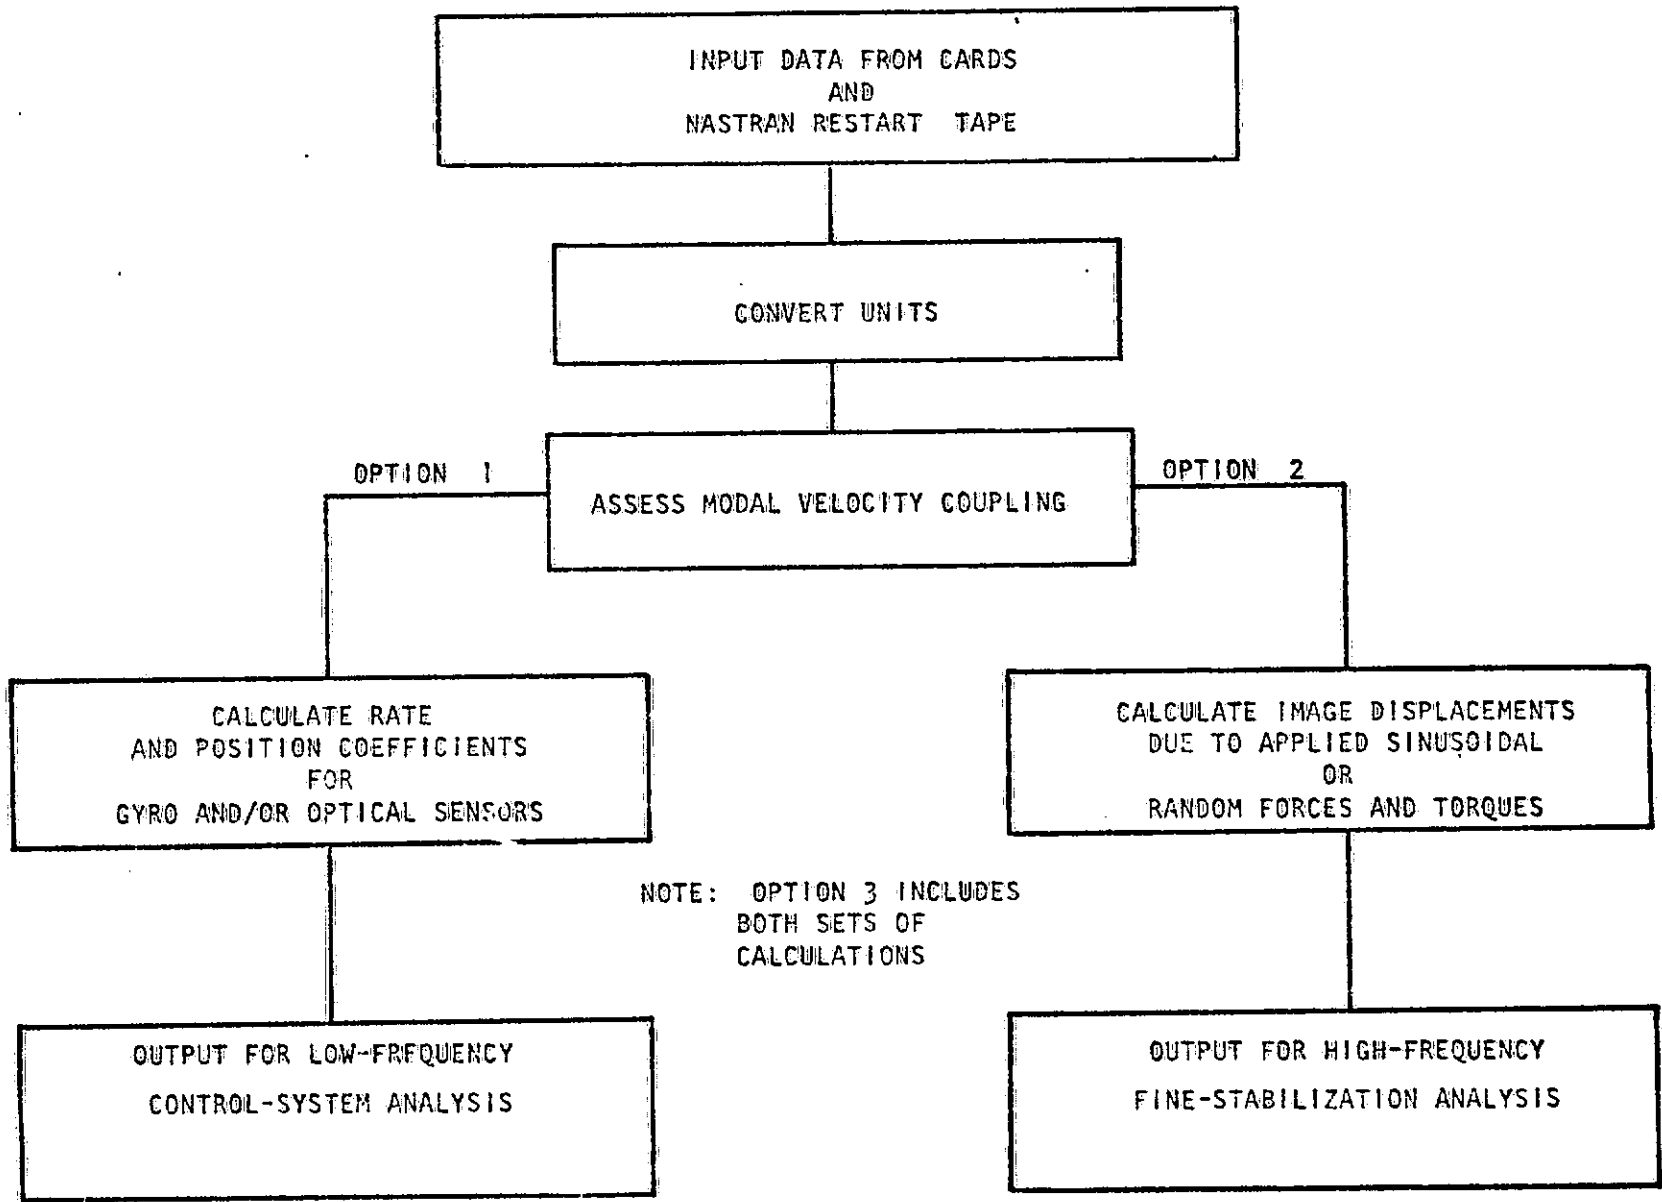 INPUT DATA FROM CARDS
AND
NASTRAN RESTART TAPE
CONVERT UNITS
OPTION 1
ASSESS MODAL VELOCITY COUPLING
OPTION 2
CALCULATE RATE
AND POSITION COEFFICIENTS
FOR
GYRO AND/OR OPTICAL SENSORS
CALCULATE IMAGE DISPLACEMENTS
DUE TO APPLIED SINUSOIDAL
OR
RANDOM FORCES AND TORQUES
NOTE: OPTION 3 INCLUDES
BOTH SETS OF
CALCULATIONS
OUTPUT FOR LOW-FREQUENCY
CONTROL-SYSTEM ANALYSIS
OUTPUT FOR HIGH-FREQUENCY
FINE-STABILIZATION ANALYSIS